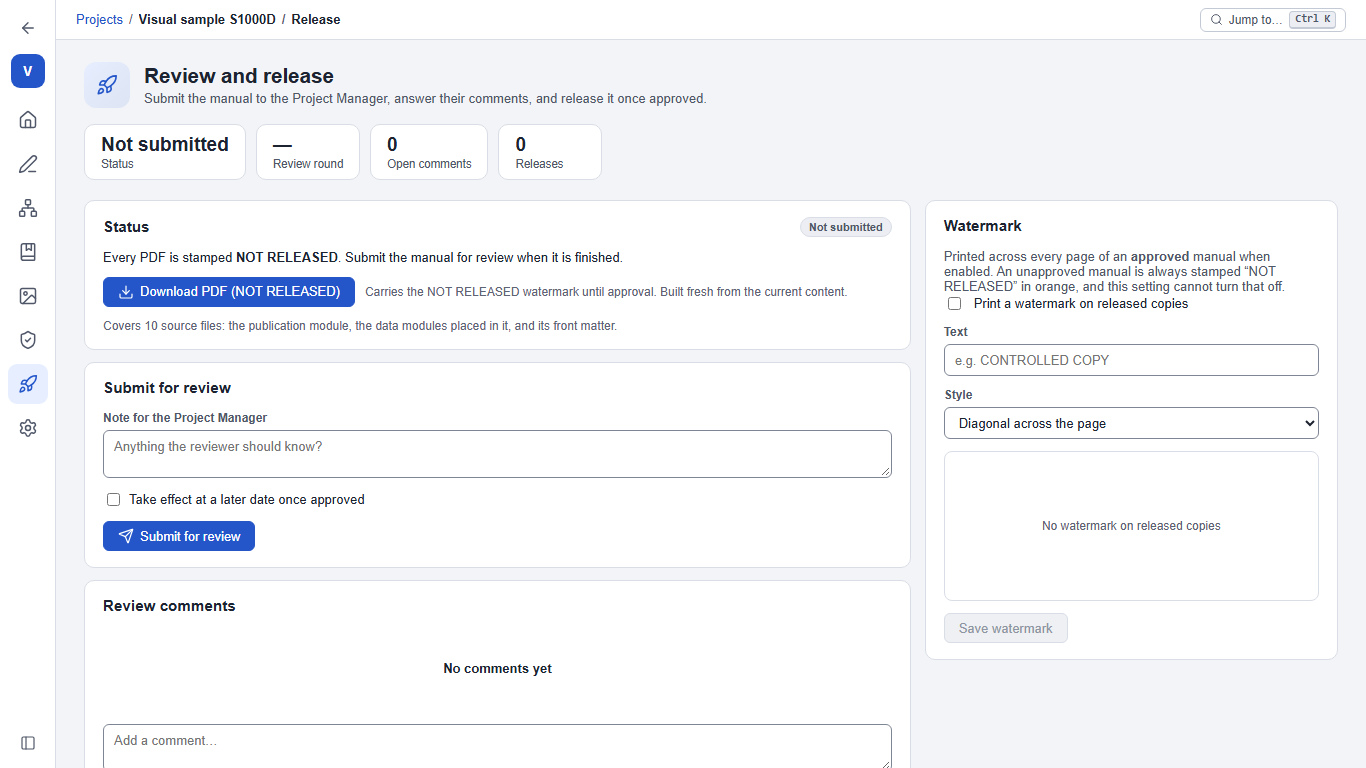 Projects / Visual sample S1000D / Release
Jump to... Ctrl K
V
Review and release
Submit the manual to the Project Manager, answer their comments, and release it once approved.
Not submitted
Status
—
Review round
0
Open comments
0
Releases
Status
Not submitted
Every PDF is stamped NOT RELEASED. Submit the manual for review when it is finished.
Download PDF (NOT RELEASED)
Carries the NOT RELEASED watermark until approval. Built fresh from the current content.
Covers 10 source files: the publication module, the data modules placed in it, and its front matter.
Submit for review
Note for the Project Manager
Anything the reviewer should know?
Take effect at a later date once approved
Submit for review
Review comments
No comments yet
Add a comment...
Watermark
Printed across every page of an approved manual when
enabled. An unapproved manual is always stamped “NOT
RELEASED” in orange, and this setting cannot turn that off.
Print a watermark on released copies
Text
e.g. CONTROLLED COPY
Style
Diagonal across the page
No watermark on released copies
Save watermark